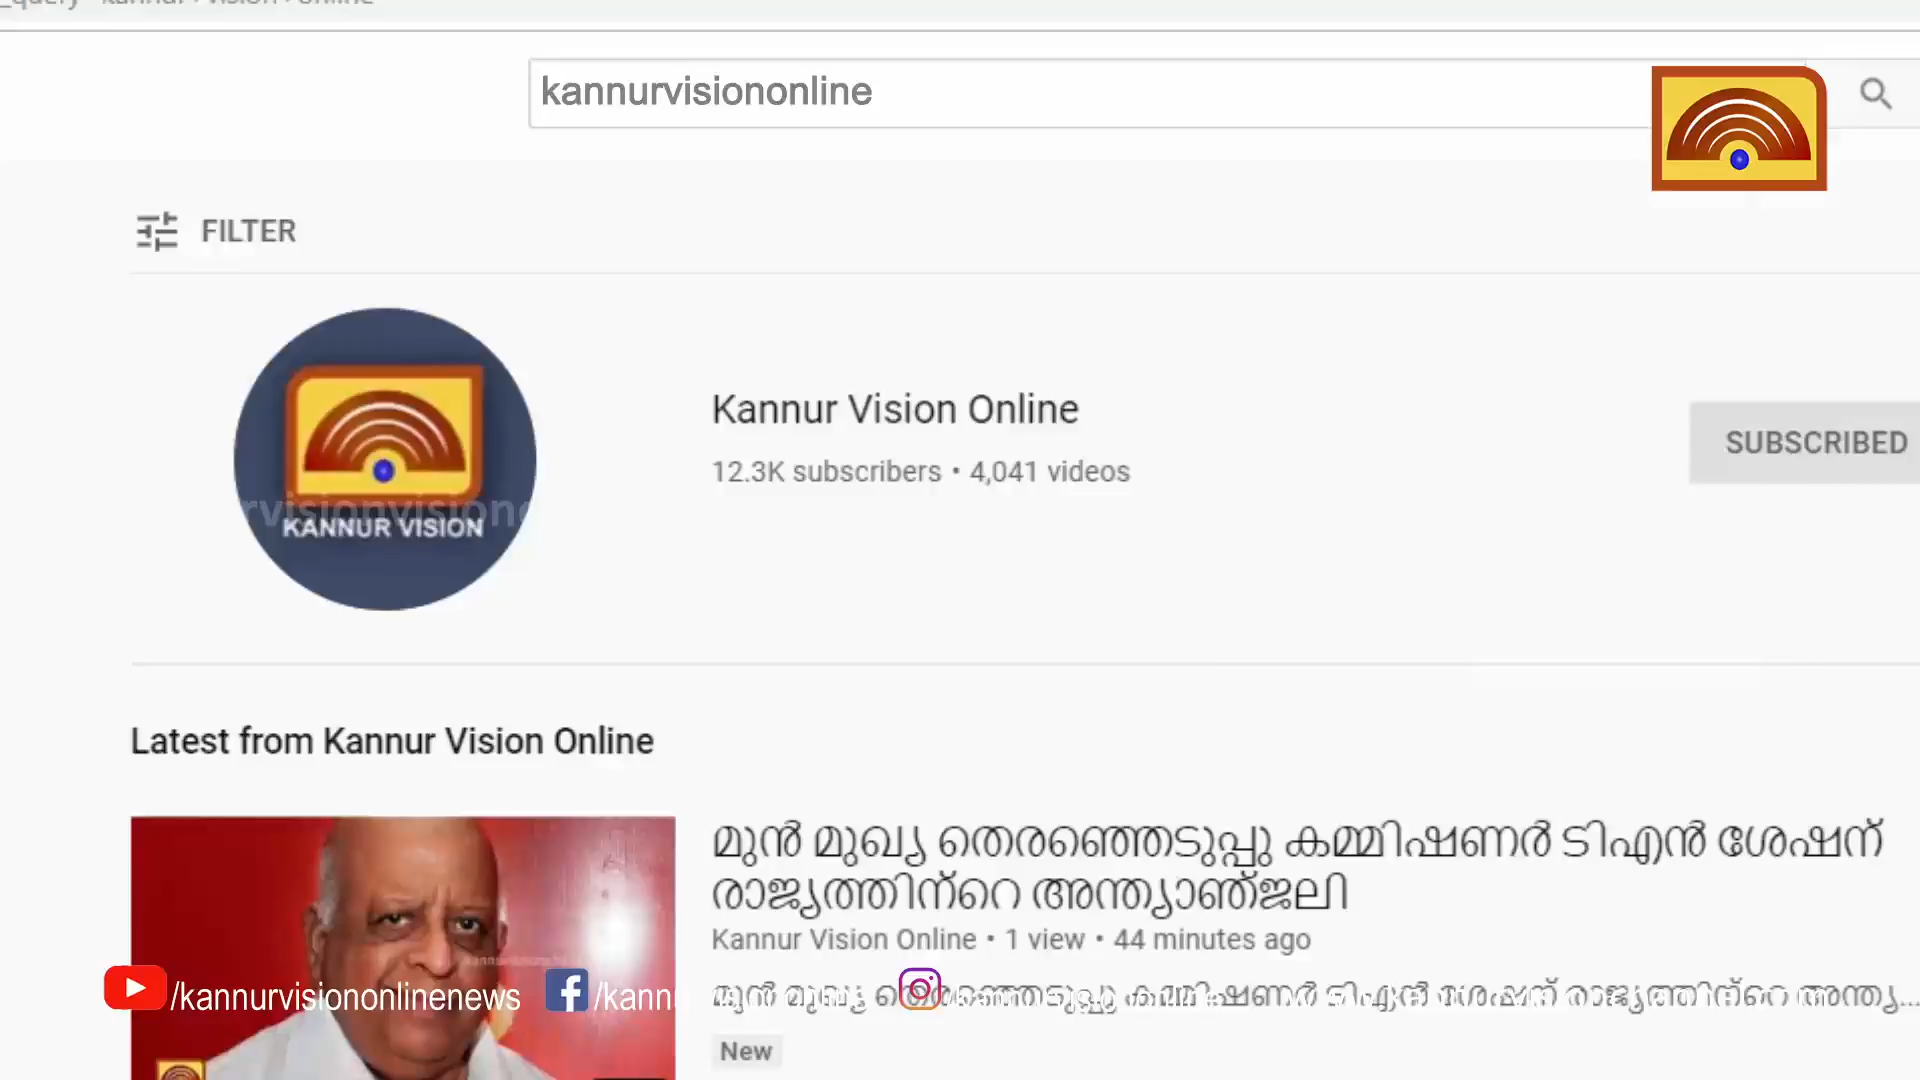 kannurvisiononline
FILTER
KANNUR VISION
Kannur Vision Online
12.3K subscribers • 4,041 videos
SUBSCRIBED
Latest from Kannur Vision Online
മുൻ മുഖ്യ തെരഞ്ഞെടുപ്പു കമ്മിഷണർ ടിഎൻ ശേഷന്
രാജ്യത്തിന്റെ അന്ത്യാഞ്ജലി
Kannur Vision Online • 1 view • 44 minutes ago
/kannurvisiononlinenews
New